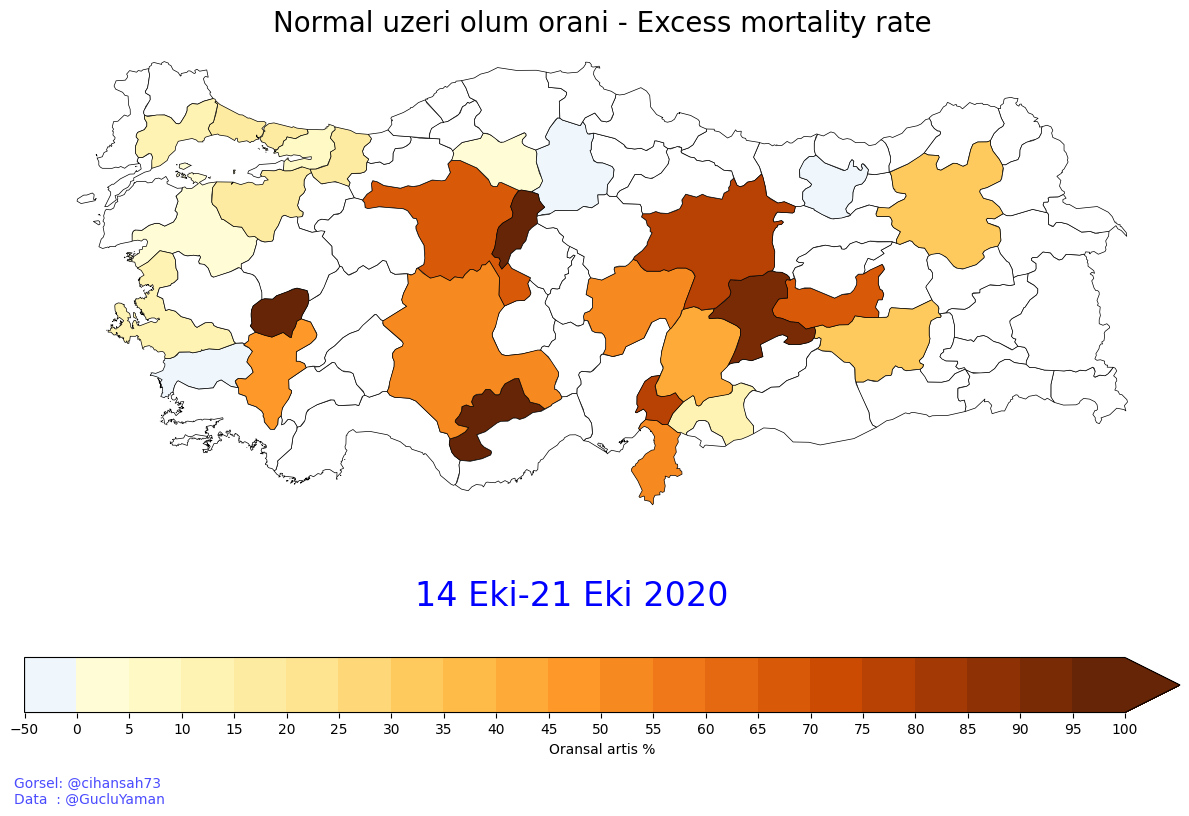 Normal uzeri olum orani - Excess mortality rate
14 Eki-21 Eki 2020
−50 0 5 10 15 20 25 30 35 40 45 50 55 60 65 70 75 80 85 90 95 100
Oransal artis %
Gorsel: @cihansah73
Data  : @GucluYaman